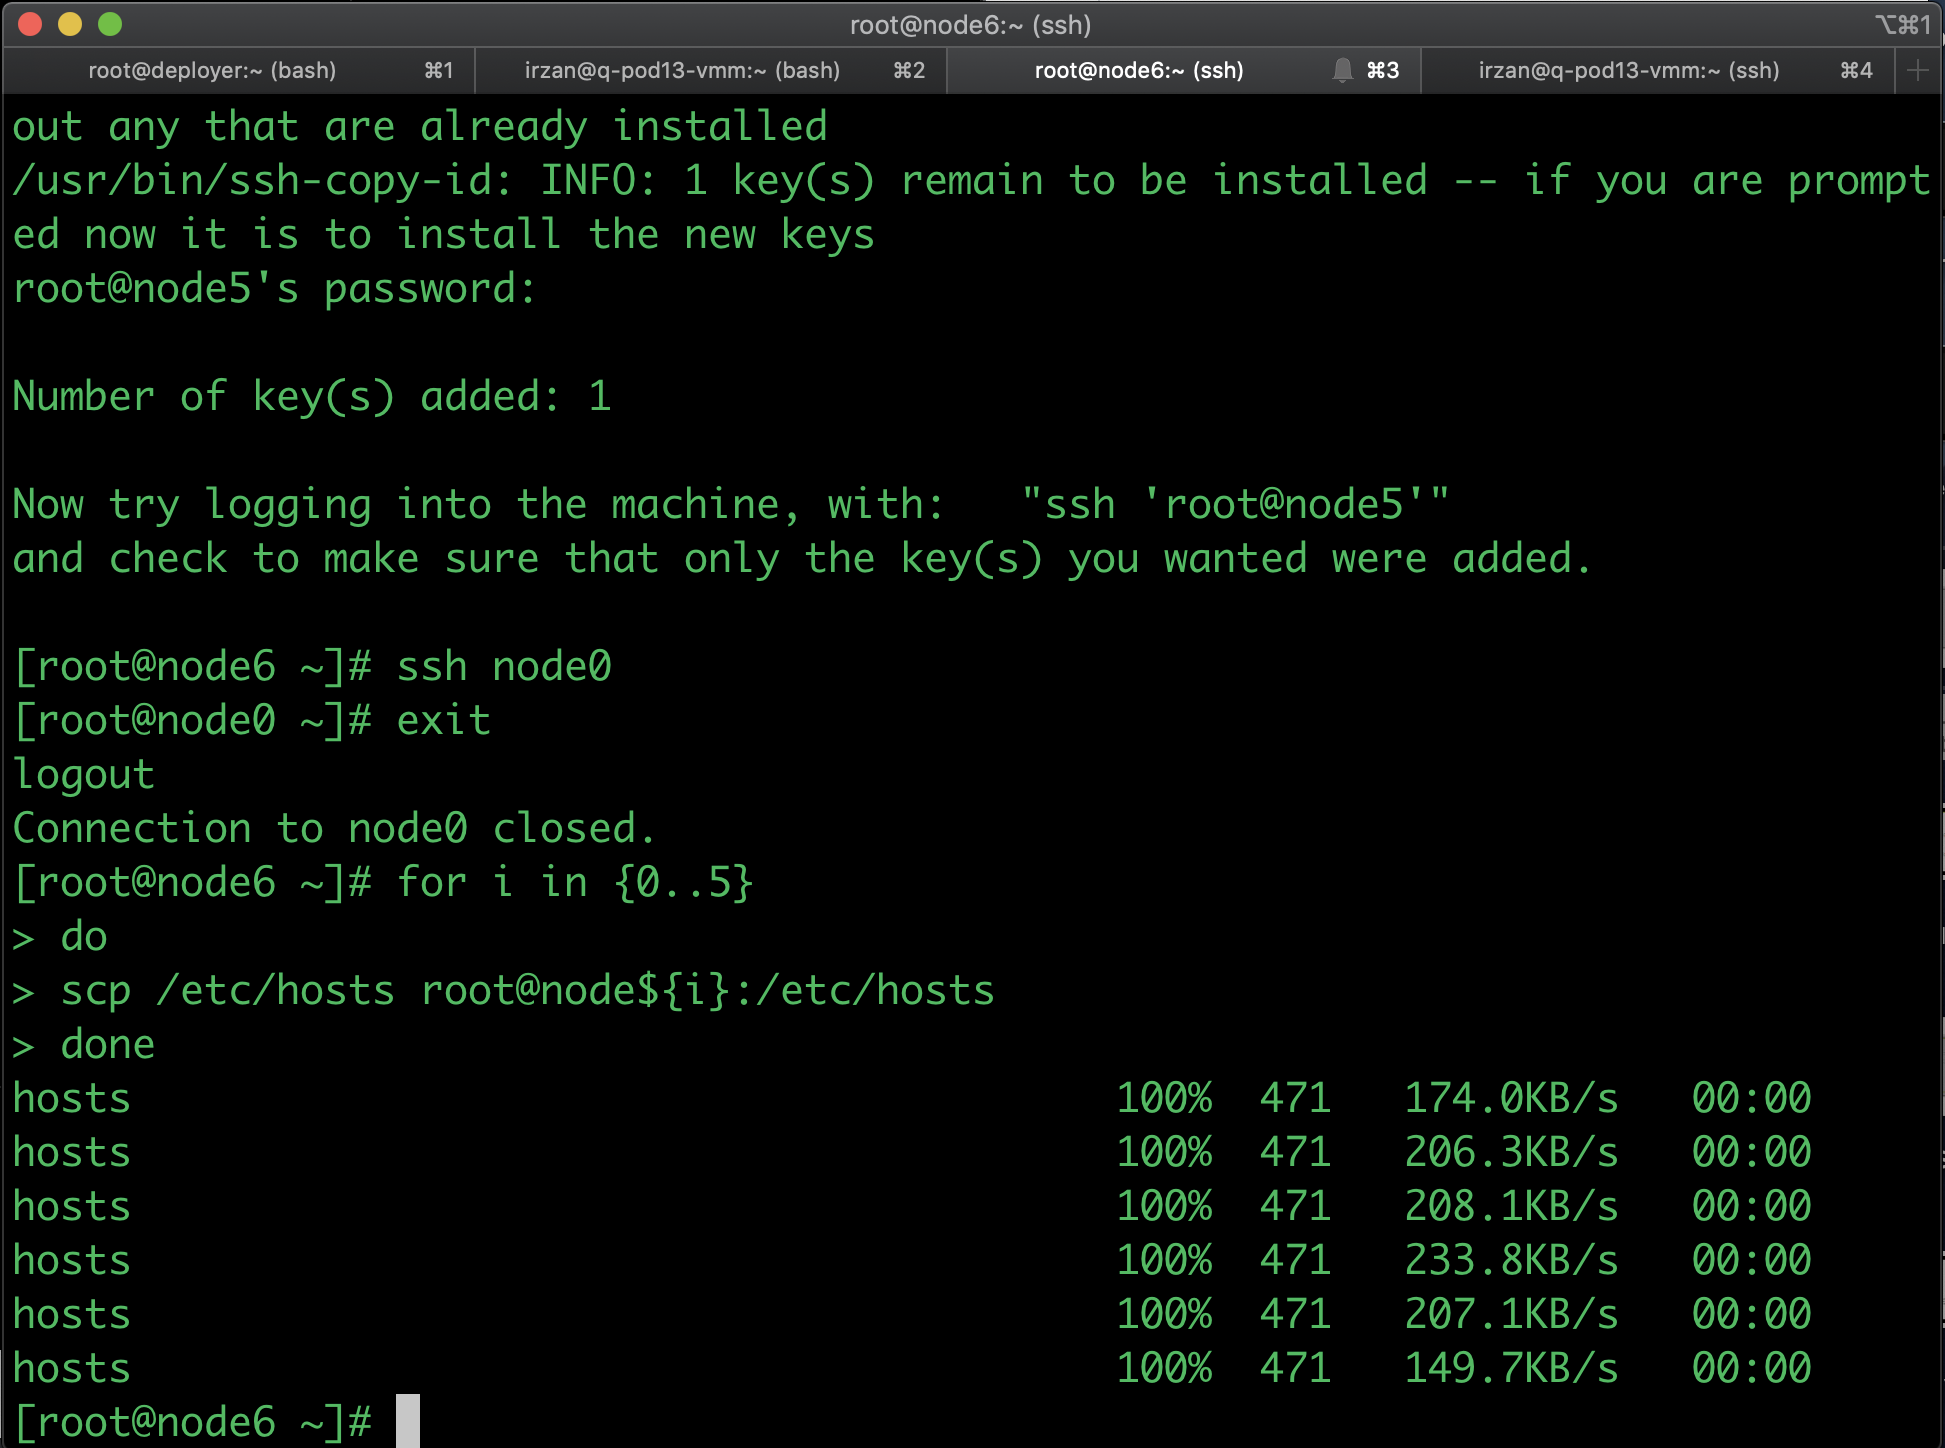 root@node6:~ (ssh)
⌥⌘1
root@deployer:~ (bash) ⌘1
irzan@q-pod13-vmm:~ (bash) ⌘2
root@node6:~ (ssh) ⌘3
irzan@q-pod13-vmm:~ (ssh) ⌘4
out any that are already installed
/usr/bin/ssh-copy-id: INFO: 1 key(s) remain to be installed -- if you are prompt
ed now it is to install the new keys
root@node5's password:
Number of key(s) added: 1
Now try logging into the machine, with:   "ssh 'root@node5'"
and check to make sure that only the key(s) you wanted were added.
[root@node6 ~]# ssh node0
[root@node0 ~]# exit
logout
Connection to node0 closed.
[root@node6 ~]# for i in {0..5}
> do
> scp /etc/hosts root@node${i}:/etc/hosts
> done
hosts 100% 471 174.0KB/s 00:00
hosts 100% 471 206.3KB/s 00:00
hosts 100% 471 208.1KB/s 00:00
hosts 100% 471 233.8KB/s 00:00
hosts 100% 471 207.1KB/s 00:00
hosts 100% 471 149.7KB/s 00:00
[root@node6 ~]#